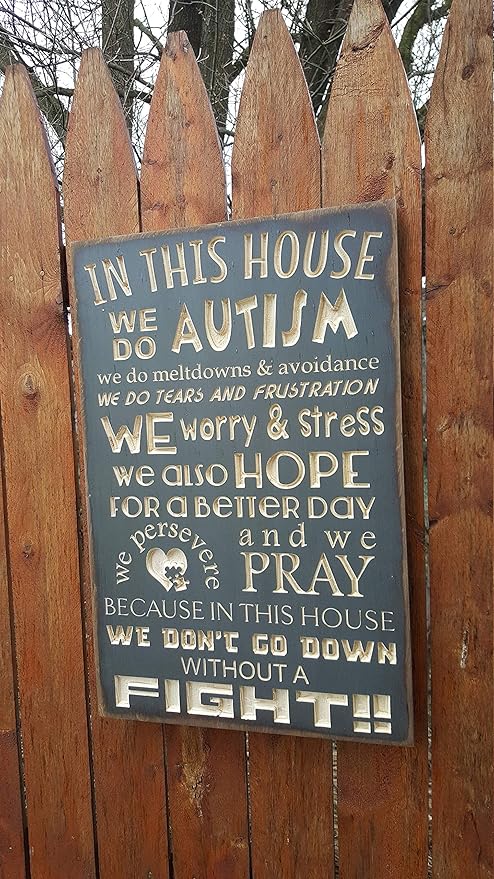 IN THIS HOUSE
WE DO AUTISM
we do meltdowns & avoidance
WE DO TEARS AND FRUSTRATION
WE worry & stress
we also HOPE
FOR a BETTER DAY
we persevere
and we
PRAY
BECAUSE IN THIS HOUSE
WE DON'T GO DOWN
WITHOUT A
FIGHT!!